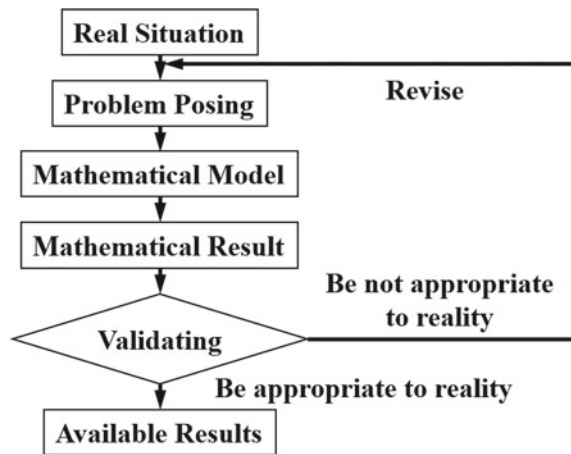 Real Situation
Revise
Problem Posing
Mathematical Model
Mathematical Result
Be not appropriate
to reality
Validating
Be appropriate to reality
Available Results